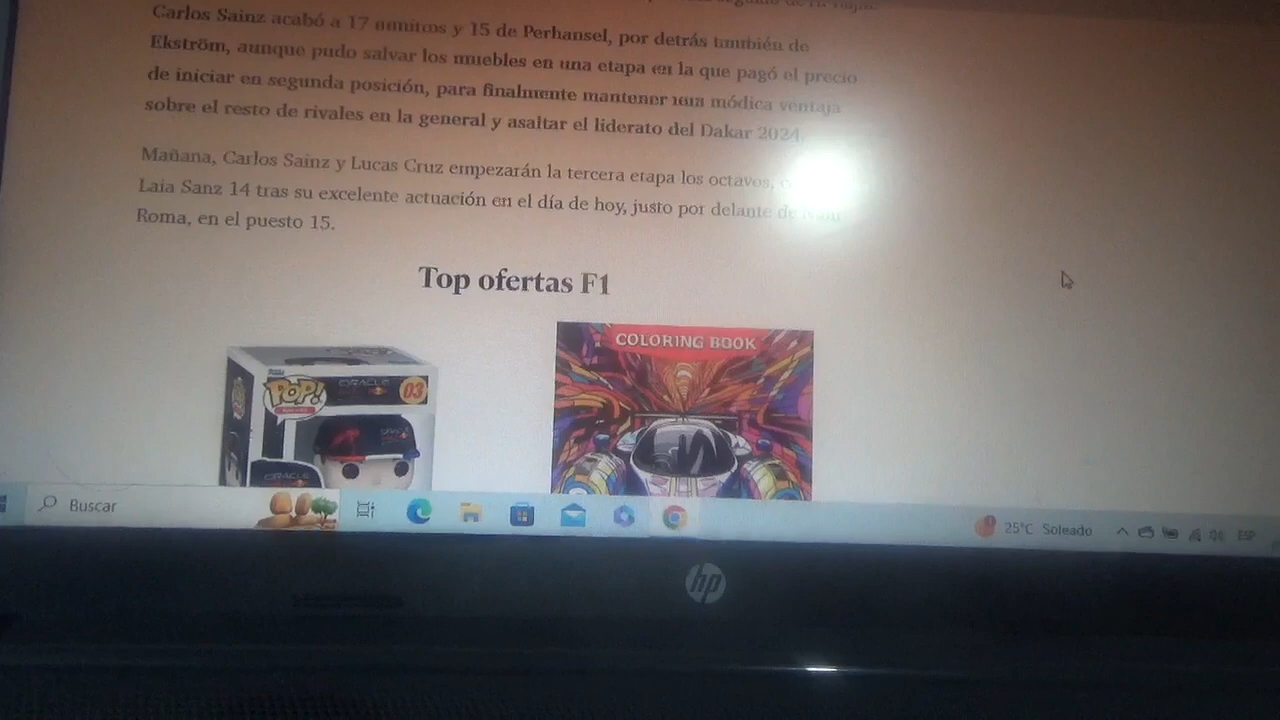 Carlos Sainz acabó a 17 minutos y 15 de Perhansel, por detrás también de
Ekström, aunque pudo salvar los muebles en una etapa en la que pagó el precio
de iniciar en segunda posición, para finalmente mantener una módica ventaja
sobre el resto de rivales en la general y asaltar el liderato del Dakar 2024.
Mañana, Carlos Sainz y Lucas Cruz empezarán la tercera etapa los octavos,
Laia Sanz 14 tras su excelente actuación en el día de hoy, justo por delante de
Roma, en el puesto 15.
Top ofertas F1
COLORING BOOK
POP!
ORACLE
03
ORACLE
Buscar
25°C Soleado
ESP
hp